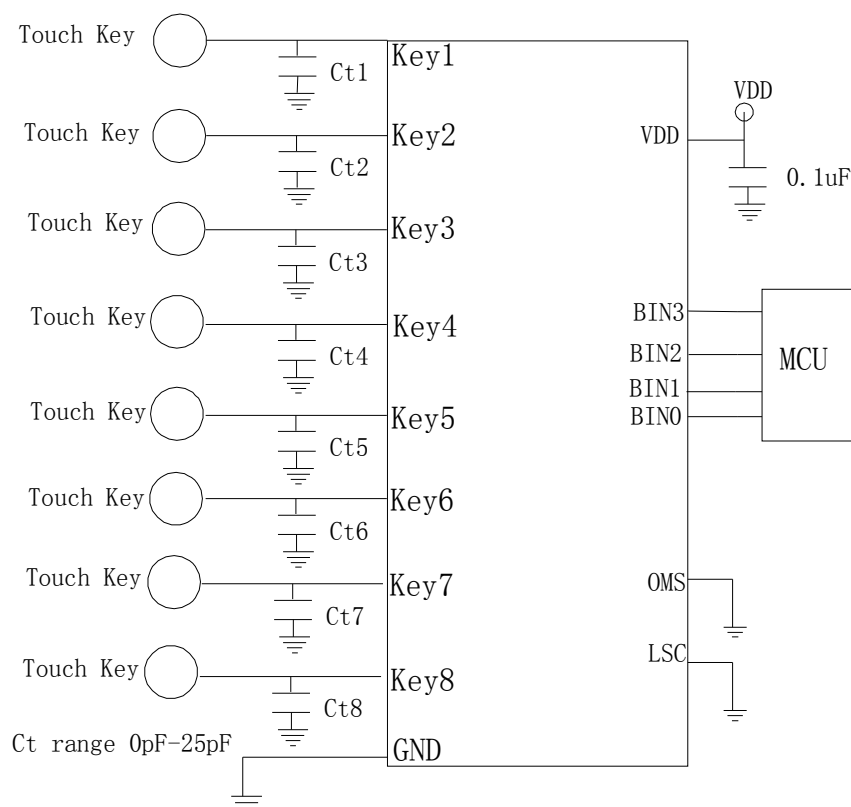 Touch Key
Ct1
Key1
VDD
Touch Key
Ct2
Key2
VDD
0.1uF
Touch Key
Ct3
Key3
Touch Key
Ct4
Key4
BIN3
BIN2
BIN1
BIN0
MCU
Touch Key
Ct5
Key5
Touch Key
Ct6
Key6
Touch Key
Ct7
Key7
OMS
Touch Key
Ct8
Key8
LSC
Ct range 0pF-25pF
GND